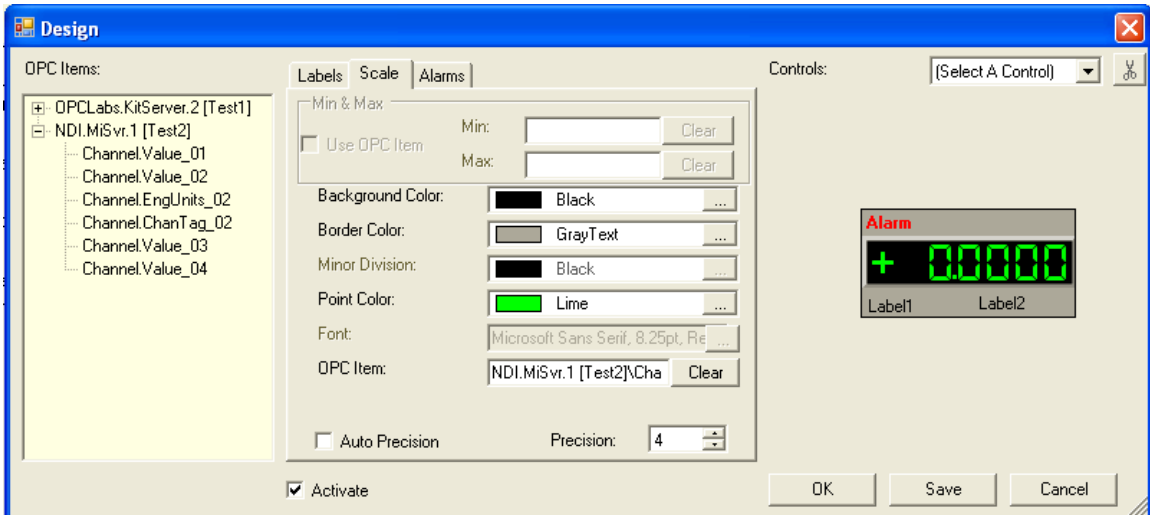 Design
OPC Items:
OPCLabs.KitServer.2 [Test1]
NDI.MiSvr.1 [Test2]
Channel.Value_01
Channel.Value_02
Channel.EngUnits_02
Channel.ChanTag_02
Channel.Value_03
Channel.Value_04
Labels Scale Alarms
Min & Max
Use OPC Item
Min: Clear
Max: Clear
Background Color: Black ...
Border Color: GrayText ...
Minor Division: Black ...
Point Color: Lime ...
Font: Microsoft Sans Serif, 8.25pt, Re ...
OPC Item: NDI.MiSvr.1 [Test2]\Cha Clear
Auto Precision Precision: 4
Activate
Controls: (Select A Control)
Alarm
+ 0.0000
Label1 Label2
OK Save Cancel